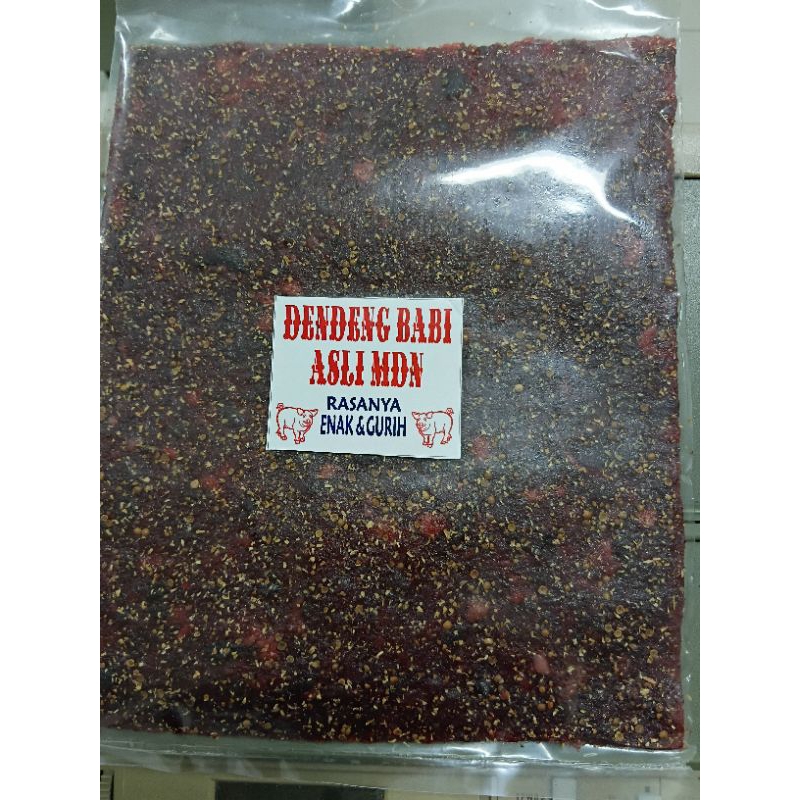 DENDENG BABI
ASLI MDN
RASANYA
ENAK & GURIH